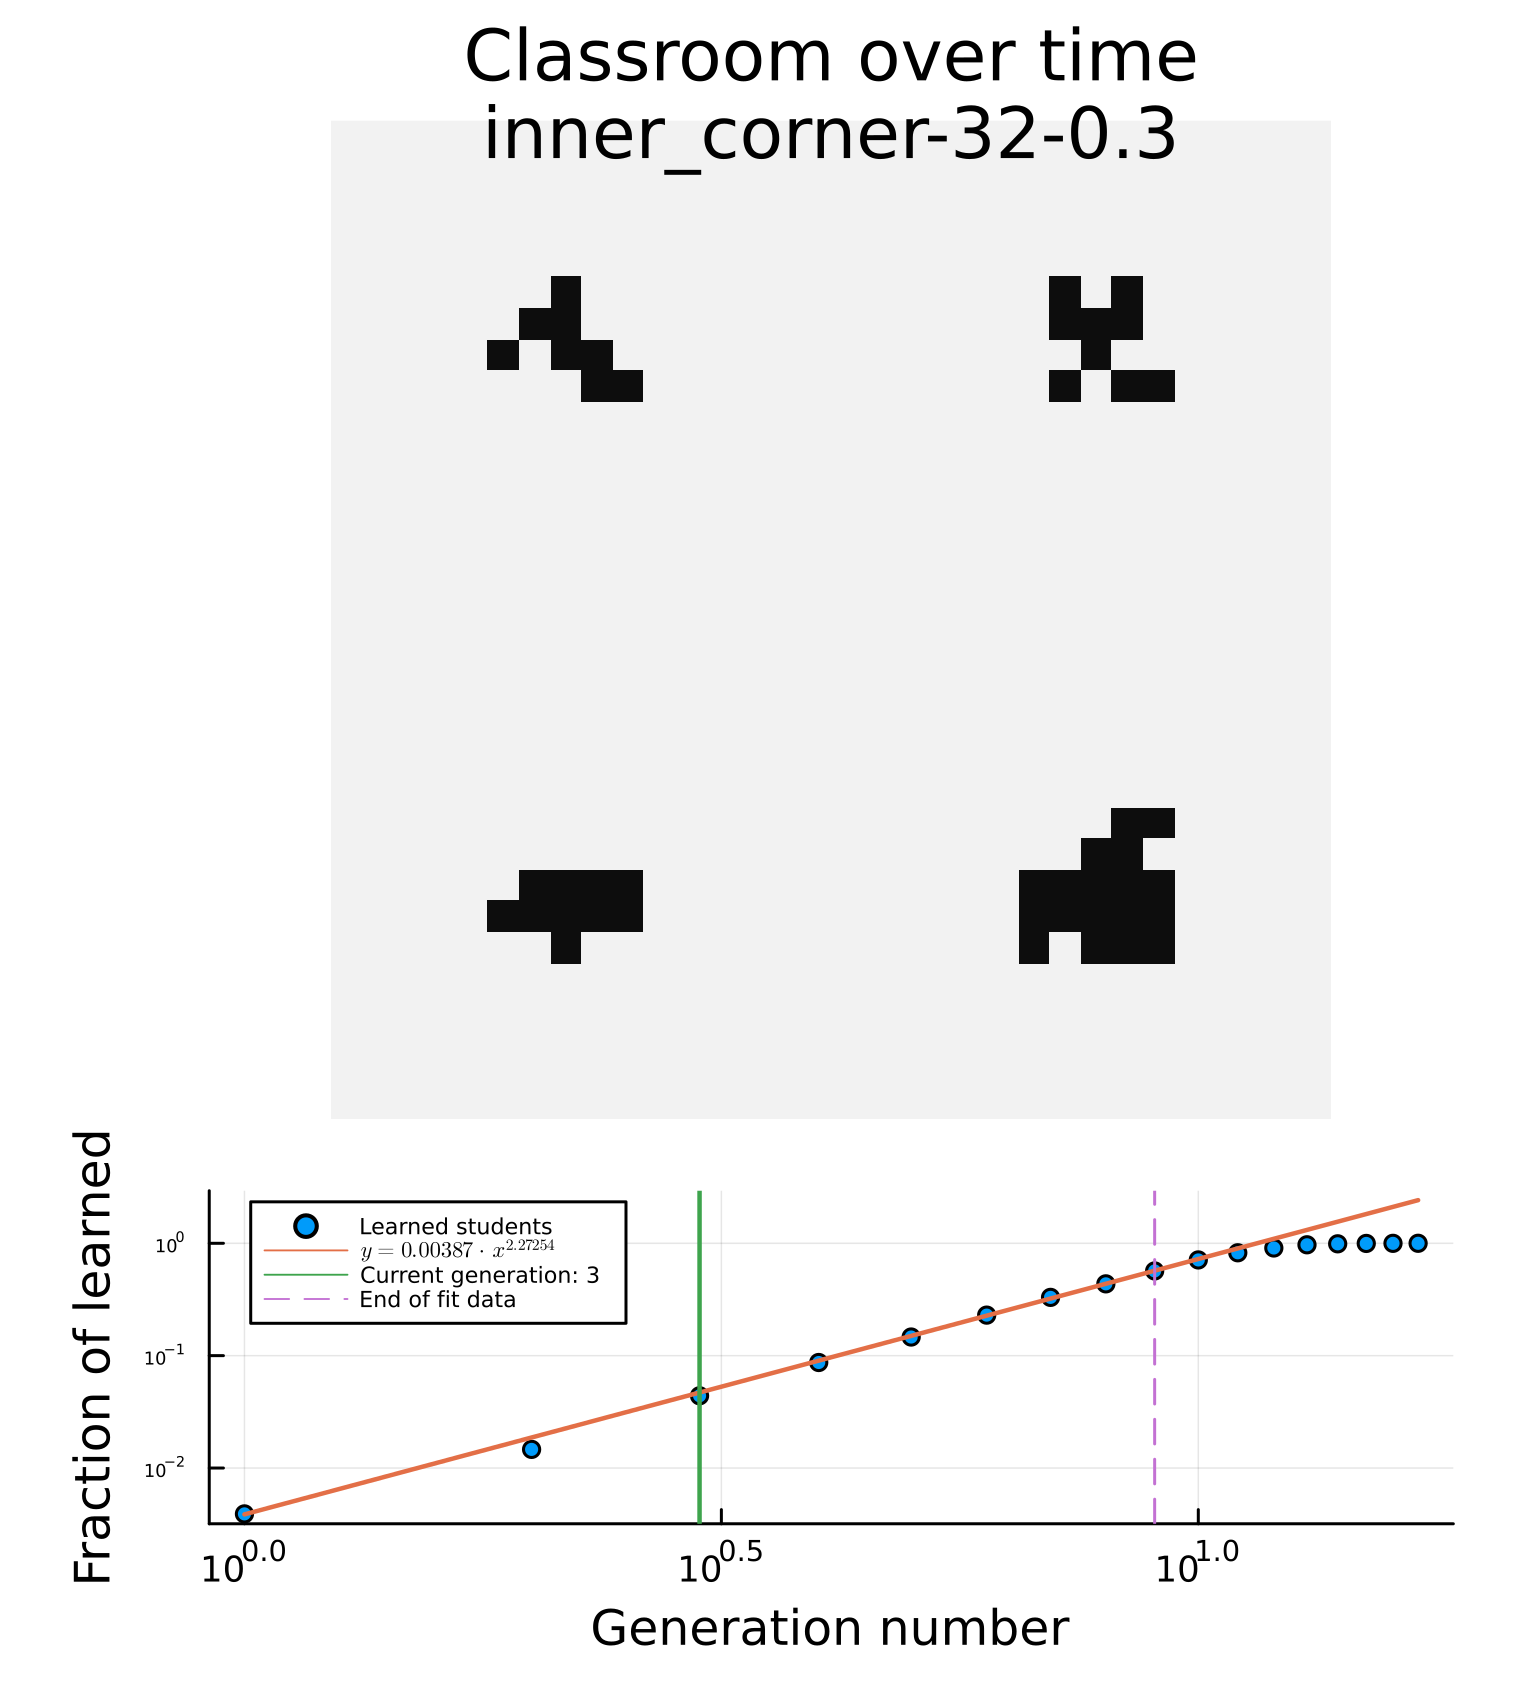 Classroom over time
inner_corner-32-0.3
Fraction of learned
10^0
10^−1
10^−2
Learned students
y = 0.00387 · x^2.27254
Current generation: 3
End of fit data
10^0.0
10^0.5
10^1.0
Generation number